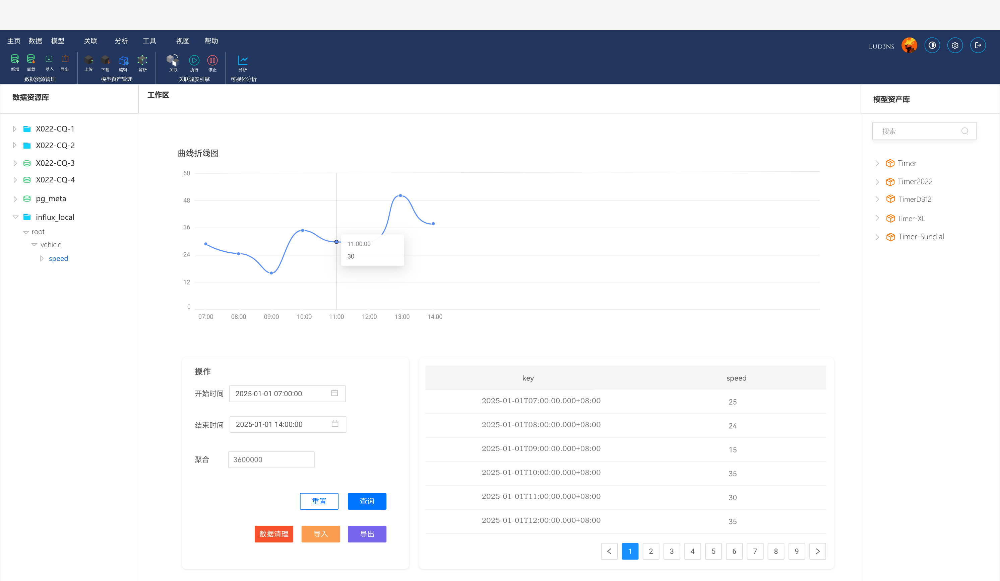 主页 数据 模型 关联 分析 工具 视图 帮助
Lud3ns
新增 卸载 导入 导出 上传 下载 编辑 解析 关联 执行 停止 分析
数据资源管理 模型资产管理 关联调度引擎 可视化分析
数据资源库
X022-CQ-1
X022-CQ-2
X022-CQ-3
X022-CQ-4
pg_meta
influx_local
root
vehicle
speed
工作区
曲线折线图
60
48
36
24
12
0
11:00:00
30
07:00 08:00 09:00 10:00 11:00 12:00 13:00 14:00
操作
开始时间 2025-01-01 07:00:00
结束时间 2025-01-01 14:00:00
聚合 3600000
重置 查询
数据清理 导入 导出
key speed
2025-01-01T07:00:00.000+08:00 25
2025-01-01T08:00:00.000+08:00 24
2025-01-01T09:00:00.000+08:00 15
2025-01-01T10:00:00.000+08:00 35
2025-01-01T11:00:00.000+08:00 30
2025-01-01T12:00:00.000+08:00 35
1 2 3 4 5 6 7 8 9
模型资产库
搜索
Timer
Timer2022
TimerDB12
Timer-XL
Timer-Sundial